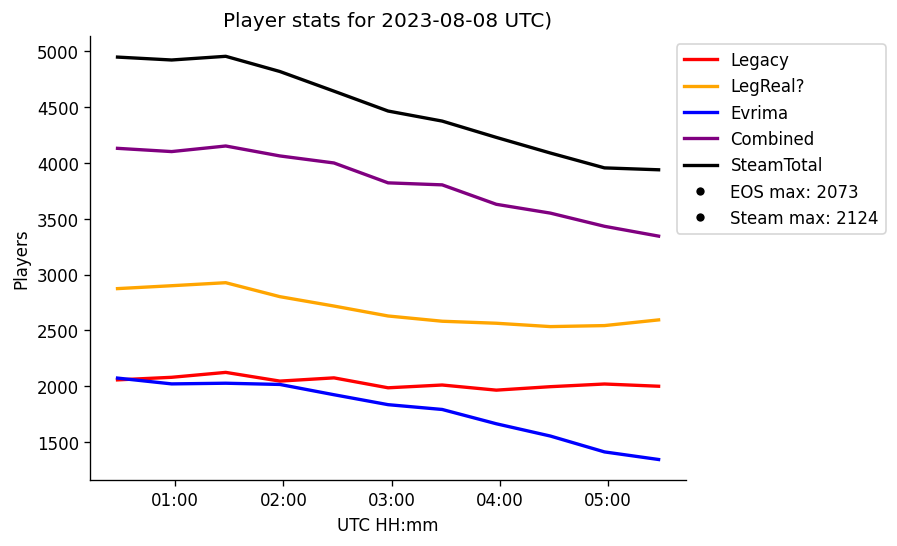 Player stats for 2023-08-08 UTC)
Legacy
LegReal?
Evrima
Combined
SteamTotal
EOS max: 2073
Steam max: 2124
Players
5000
4500
4000
3500
3000
2500
2000
1500
01:00
02:00
03:00
04:00
05:00
UTC HH:mm